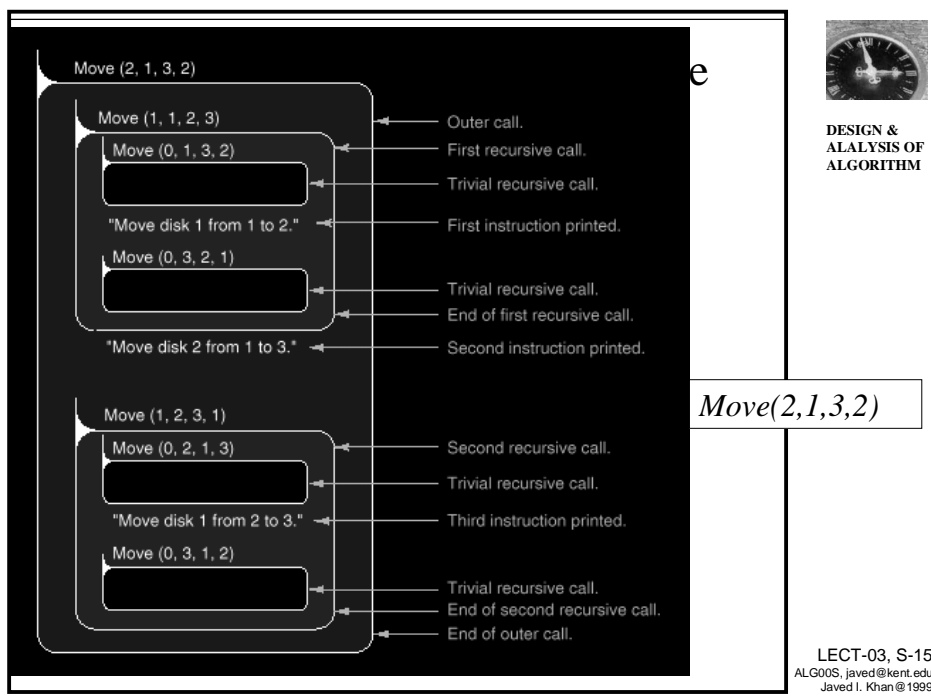 e
Move (2, 1, 3, 2)
Move (1, 1, 2, 3)
Outer call.
Move (0, 1, 3, 2)
First recursive call.
Trivial recursive call.
"Move disk 1 from 1 to 2."
First instruction printed.
Move (0, 3, 2, 1)
Trivial recursive call.
End of first recursive call.
"Move disk 2 from 1 to 3."
Second instruction printed.
Move (1, 2, 3, 1)
Move (0, 2, 1, 3)
Second recursive call.
Trivial recursive call.
"Move disk 1 from 2 to 3."
Third instruction printed.
Move (0, 3, 1, 2)
Trivial recursive call.
End of second recursive call.
End of outer call.
Move(2,1,3,2)
DESIGN &
ALALYSIS OF
ALGORITHM
LECT-03, S-15
ALG00S, javed@kent.edu
Javed I. Khan@1999